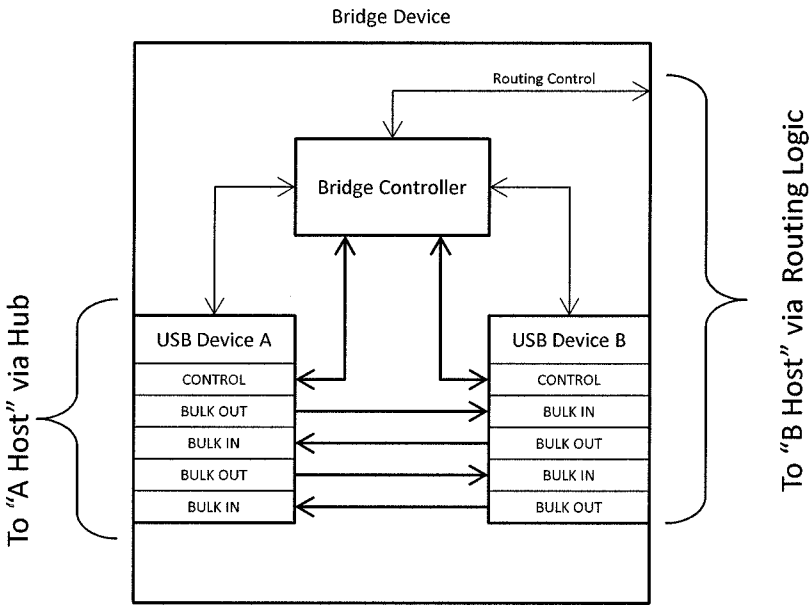 Bridge Device
Routing Control
Bridge Controller
To "A Host" via Hub
USB Device A
CONTROL
BULK OUT
BULK IN
BULK OUT
BULK IN
USB Device B
CONTROL
BULK IN
BULK OUT
BULK IN
BULK OUT
To "B Host" via Routing Logic